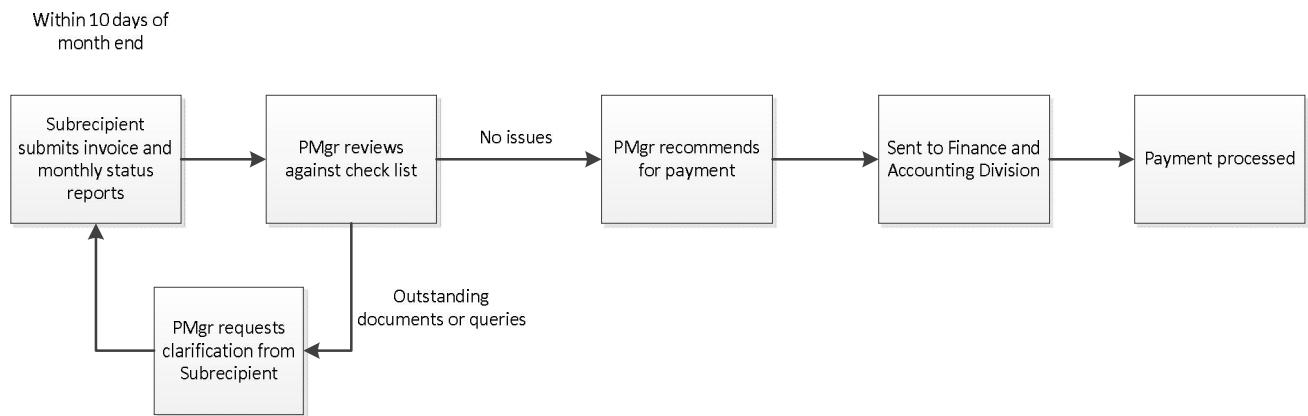 Within 10 days of
month end
Subrecipient
submits invoice and
monthly status
reports
PMgr reviews
against check list
No issues
PMgr recommends
for payment
Sent to Finance and
Accounting Division
Payment processed
Outstanding
documents or queries
PMgr requests
clarification from
Subrecipient